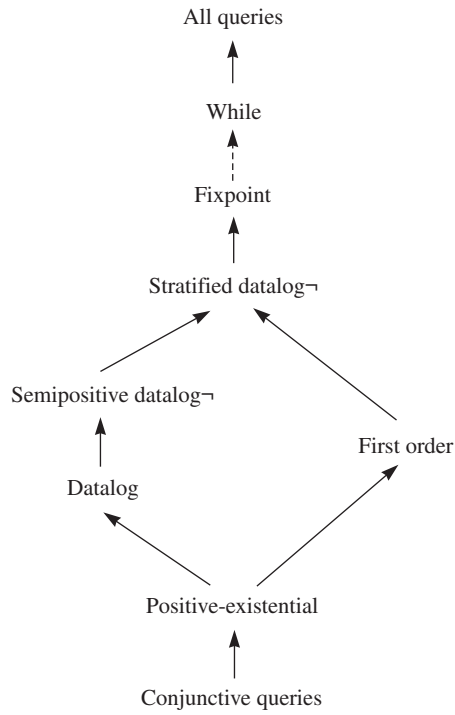 All queries
While
Fixpoint
Stratified datalog¬
Semipositive datalog¬
First order
Datalog
Positive-existential
Conjunctive queries